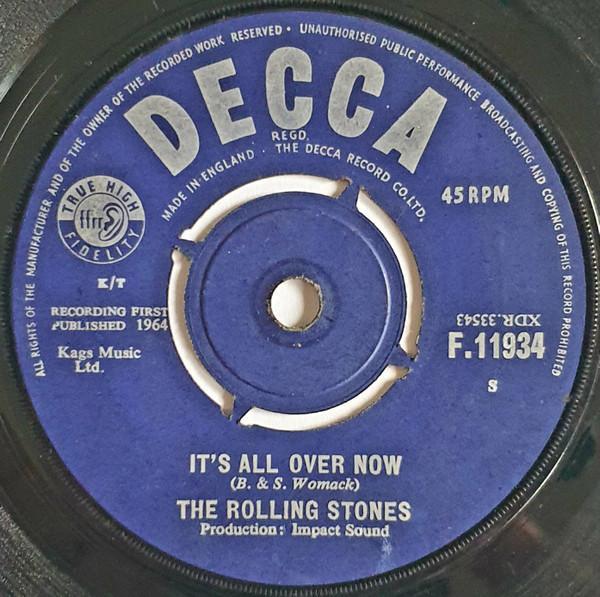 ALL RIGHTS OF THE MANUFACTURER AND OF THE OWNER OF THE RECORDED WORK RESERVED • UNAUTHORISED PUBLIC PERFORMANCE BROADCASTING AND COPYING OF THIS RECORD PROHIBITED
DECCA
REGD.
MADE IN ENGLAND · THE DECCA RECORD CO. LTD.
45 RPM
TRUE HIGH
ffrr
FIDELITY
K/T
RECORDING FIRST
PUBLISHED 1964
Kags Music
Ltd.
XDR.33543
F.11934
S
IT'S ALL OVER NOW
(B. & S. Womack)
THE ROLLING STONES
Production: Impact Sound